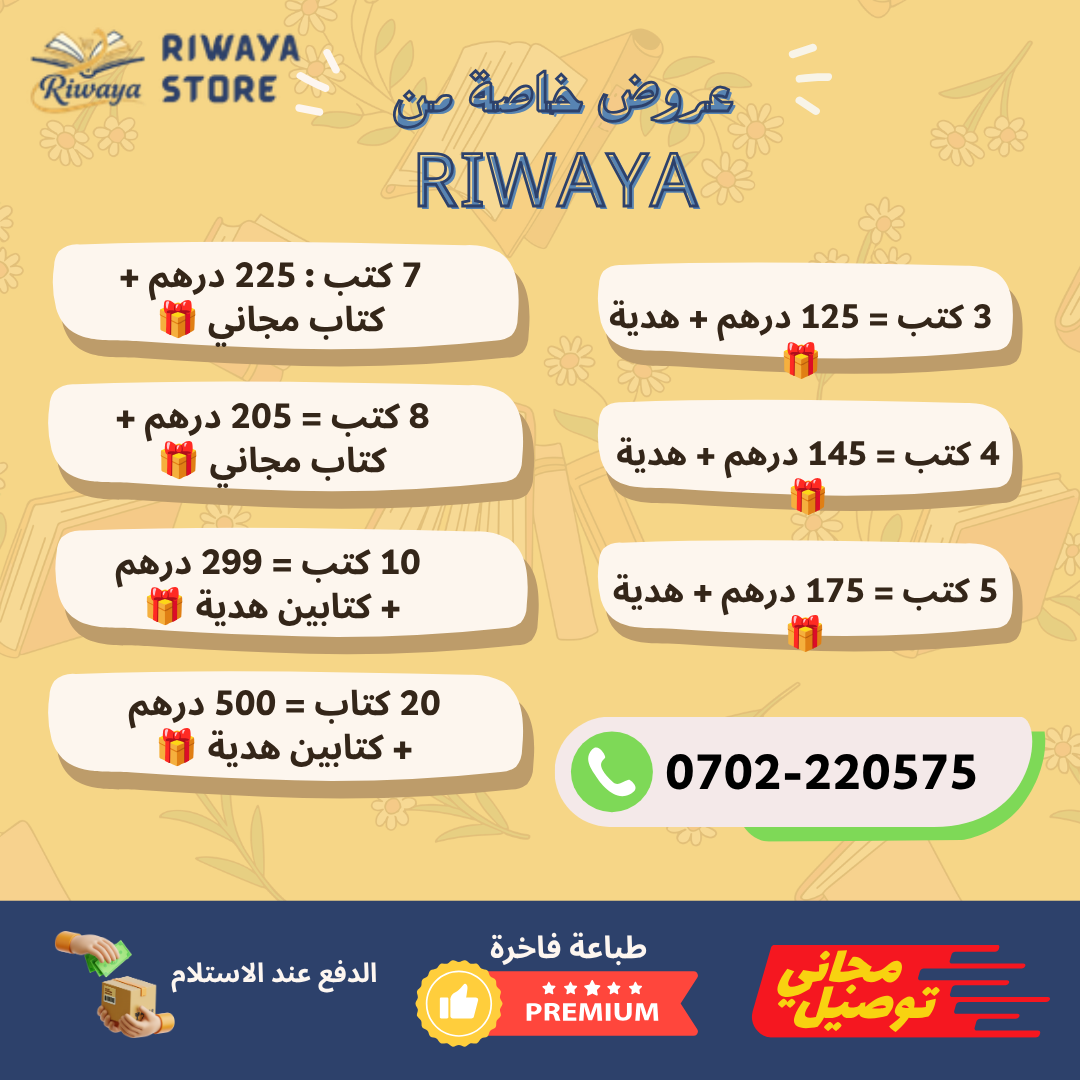 RIWAYA
STORE
Riwaya
عروض خاصة من
RIWAYA
3 كتب = 125 درهم + هدية
🎁
4 كتب = 145 درهم + هدية
🎁
5 كتب = 175 درهم + هدية
🎁
7 كتب : 225 درهم +
كتاب مجاني 🎁
8 كتب = 205 درهم +
كتاب مجاني 🎁
10 كتب = 299 درهم
+ كتابين هدية 🎁
20 كتاب = 500 درهم
+ كتابين هدية 🎁
0702-220575
مجاني
توصيل
طباعة فاخرة
PREMIUM
الدفع عند الاستلام